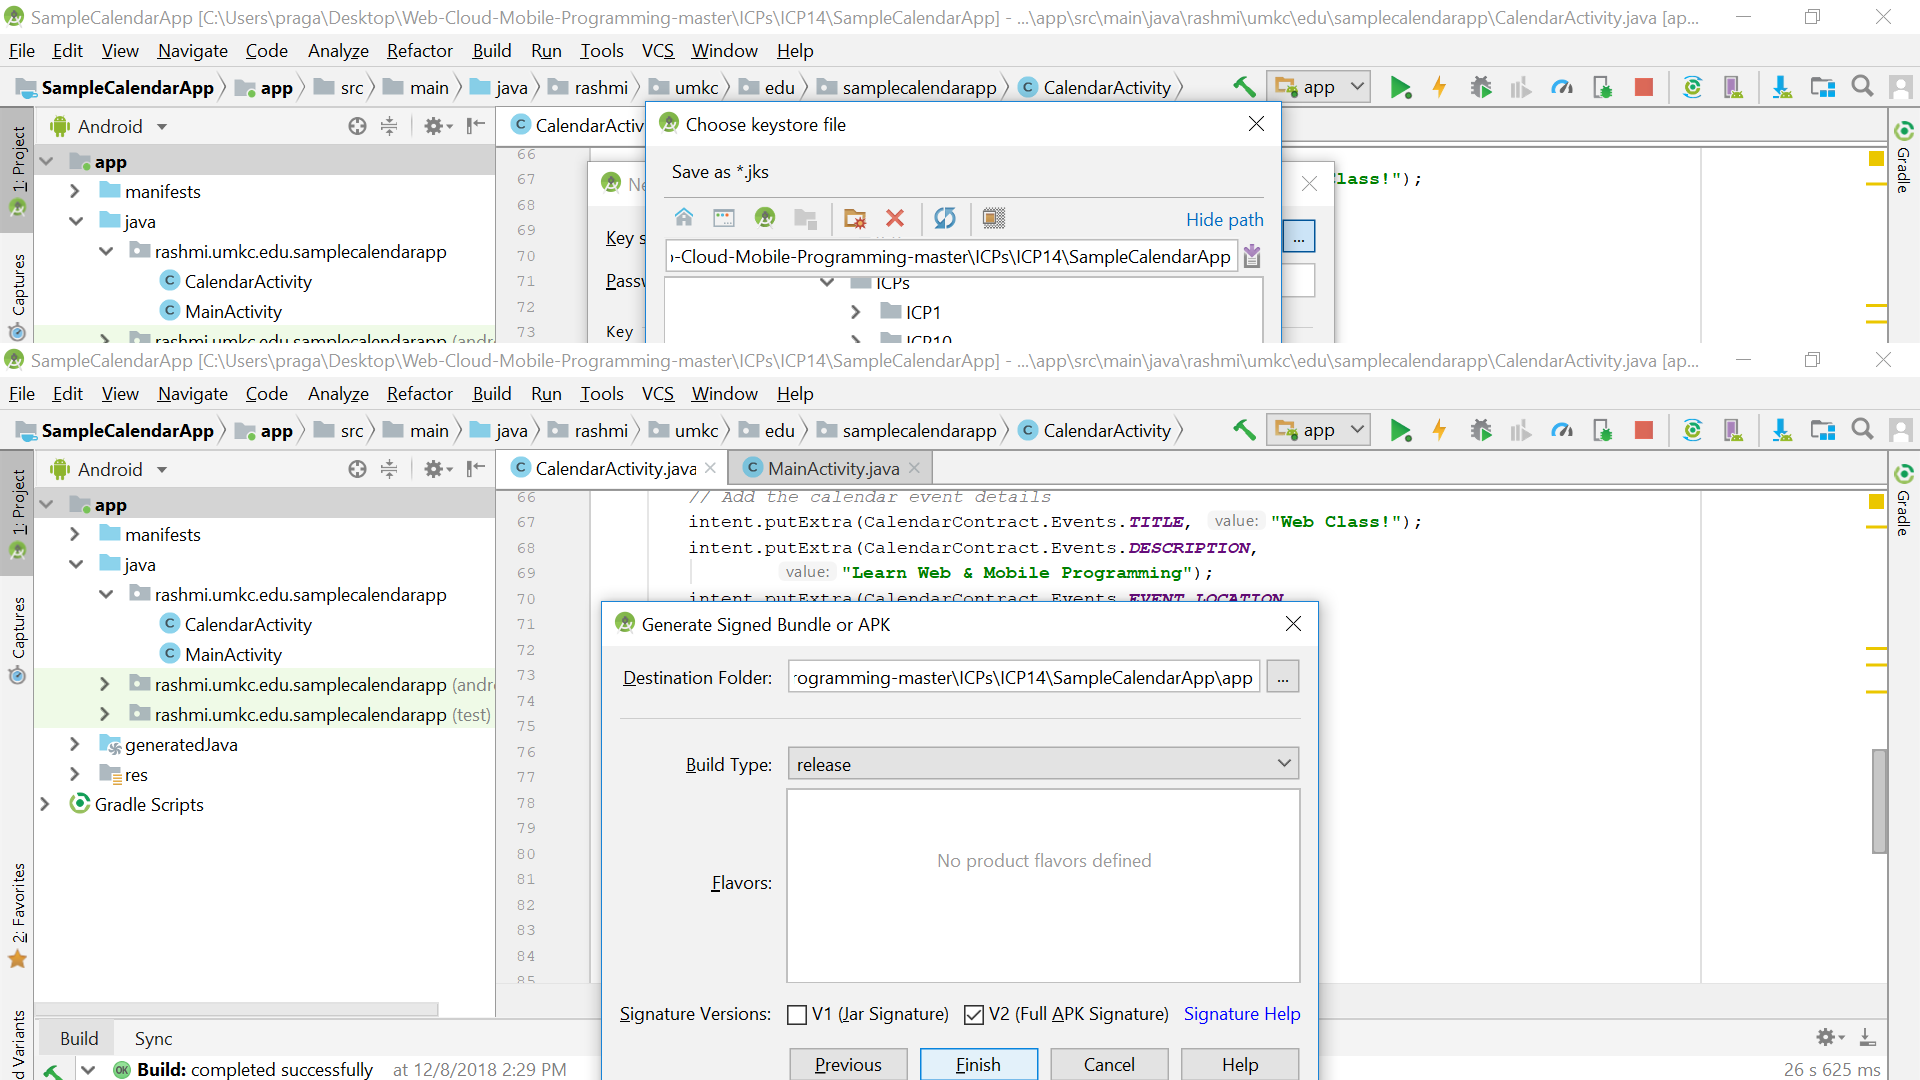 SampleCalendarApp [C:\Users\praga\Desktop\Web-Cloud-Mobile-Programming-master\ICPs\ICP14\SampleCalendarApp] - ...\app\src\main\java\rashmi\umkc\edu\samplecalendarapp\CalendarActivity.java [ap...
File Edit View Navigate Code Analyze Refactor Build Run Tools VCS Window Help
SampleCalendarApp app src main java rashmi umkc edu samplecalendarapp CalendarActivity app
1: Project
Captures
Android
app
manifests
java
rashmi.umkc.edu.samplecalendarapp
CalendarActivity
MainActivity
rashmi.umkc.edu.samplecalendarapp (andr
CalendarActiv
66
67
68
69
70
71
72
73
lass!");
Ne
Key s
...
Passw
Key
Choose keystore file
Save as *.jks
Hide path
-Cloud-Mobile-Programming-master\ICPs\ICP14\SampleCalendarApp
ICPs
ICP1
ICP10
Gradle
SampleCalendarApp [C:\Users\praga\Desktop\Web-Cloud-Mobile-Programming-master\ICPs\ICP14\SampleCalendarApp] - ...\app\src\main\java\rashmi\umkc\edu\samplecalendarapp\CalendarActivity.java [ap...
File Edit View Navigate Code Analyze Refactor Build Run Tools VCS Window Help
SampleCalendarApp app src main java rashmi umkc edu samplecalendarapp CalendarActivity app
1: Project
Captures
2: Favorites
d Variants
Android
app
manifests
java
rashmi.umkc.edu.samplecalendarapp
CalendarActivity
MainActivity
rashmi.umkc.edu.samplecalendarapp (andr
rashmi.umkc.edu.samplecalendarapp (test)
generatedJava
res
Gradle Scripts
CalendarActivity.java MainActivity.java
66 // Add the calendar event details
67 intent.putExtra(CalendarContract.Events.TITLE, value: "Web Class!");
68 intent.putExtra(CalendarContract.Events.DESCRIPTION,
69 value: "Learn Web & Mobile Programming");
70 intent.putExtra(CalendarContract.Events.EVENT_LOCATION
71
72
73
74
75
76
77
78
79
80
81
82
83
84
85
Generate Signed Bundle or APK
Destination Folder: rogramming-master\ICPs\ICP14\SampleCalendarApp\app ...
Build Type: release
Flavors: No product flavors defined
Signature Versions: V1 (Jar Signature) V2 (Full APK Signature) Signature Help
Previous Finish Cancel Help
Gradle
Build Sync
OK Build: completed successfully at 12/8/2018 2:29 PM 26 s 625 ms